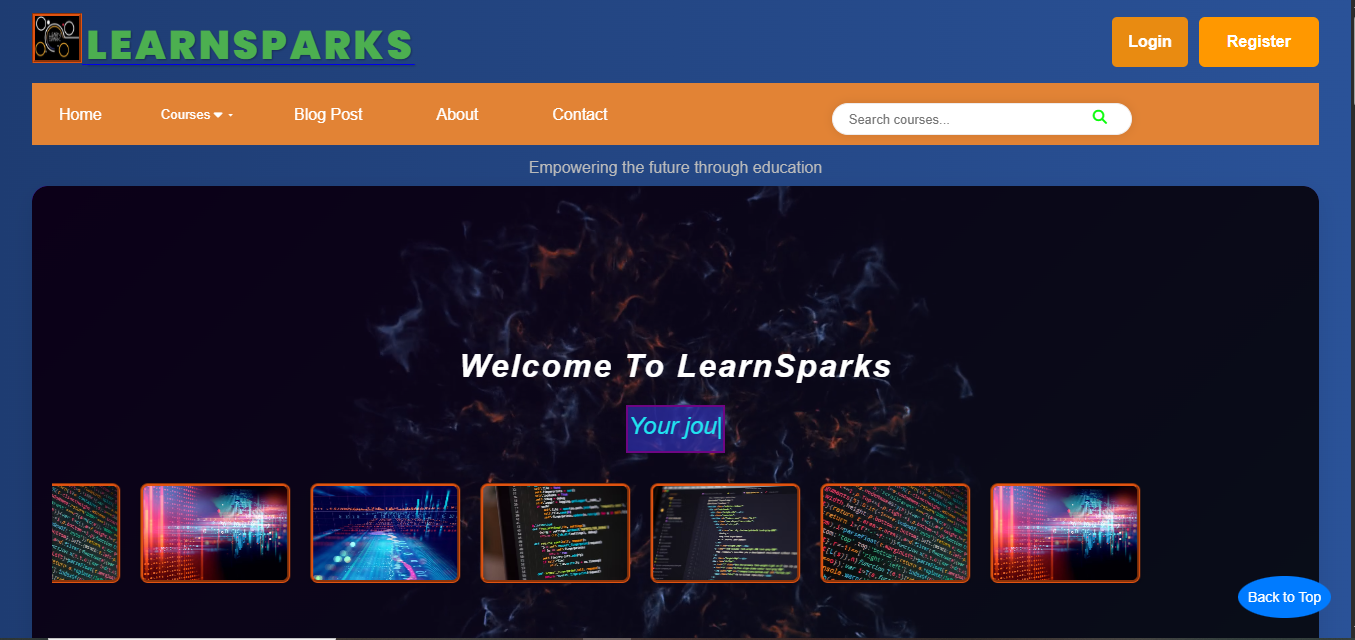 LEARNSPARKS
Login
Register
Home
Courses
Blog Post
About
Contact
Search courses...
Empowering the future through education
Welcome To LearnSparks
Your jou|
Back to Top